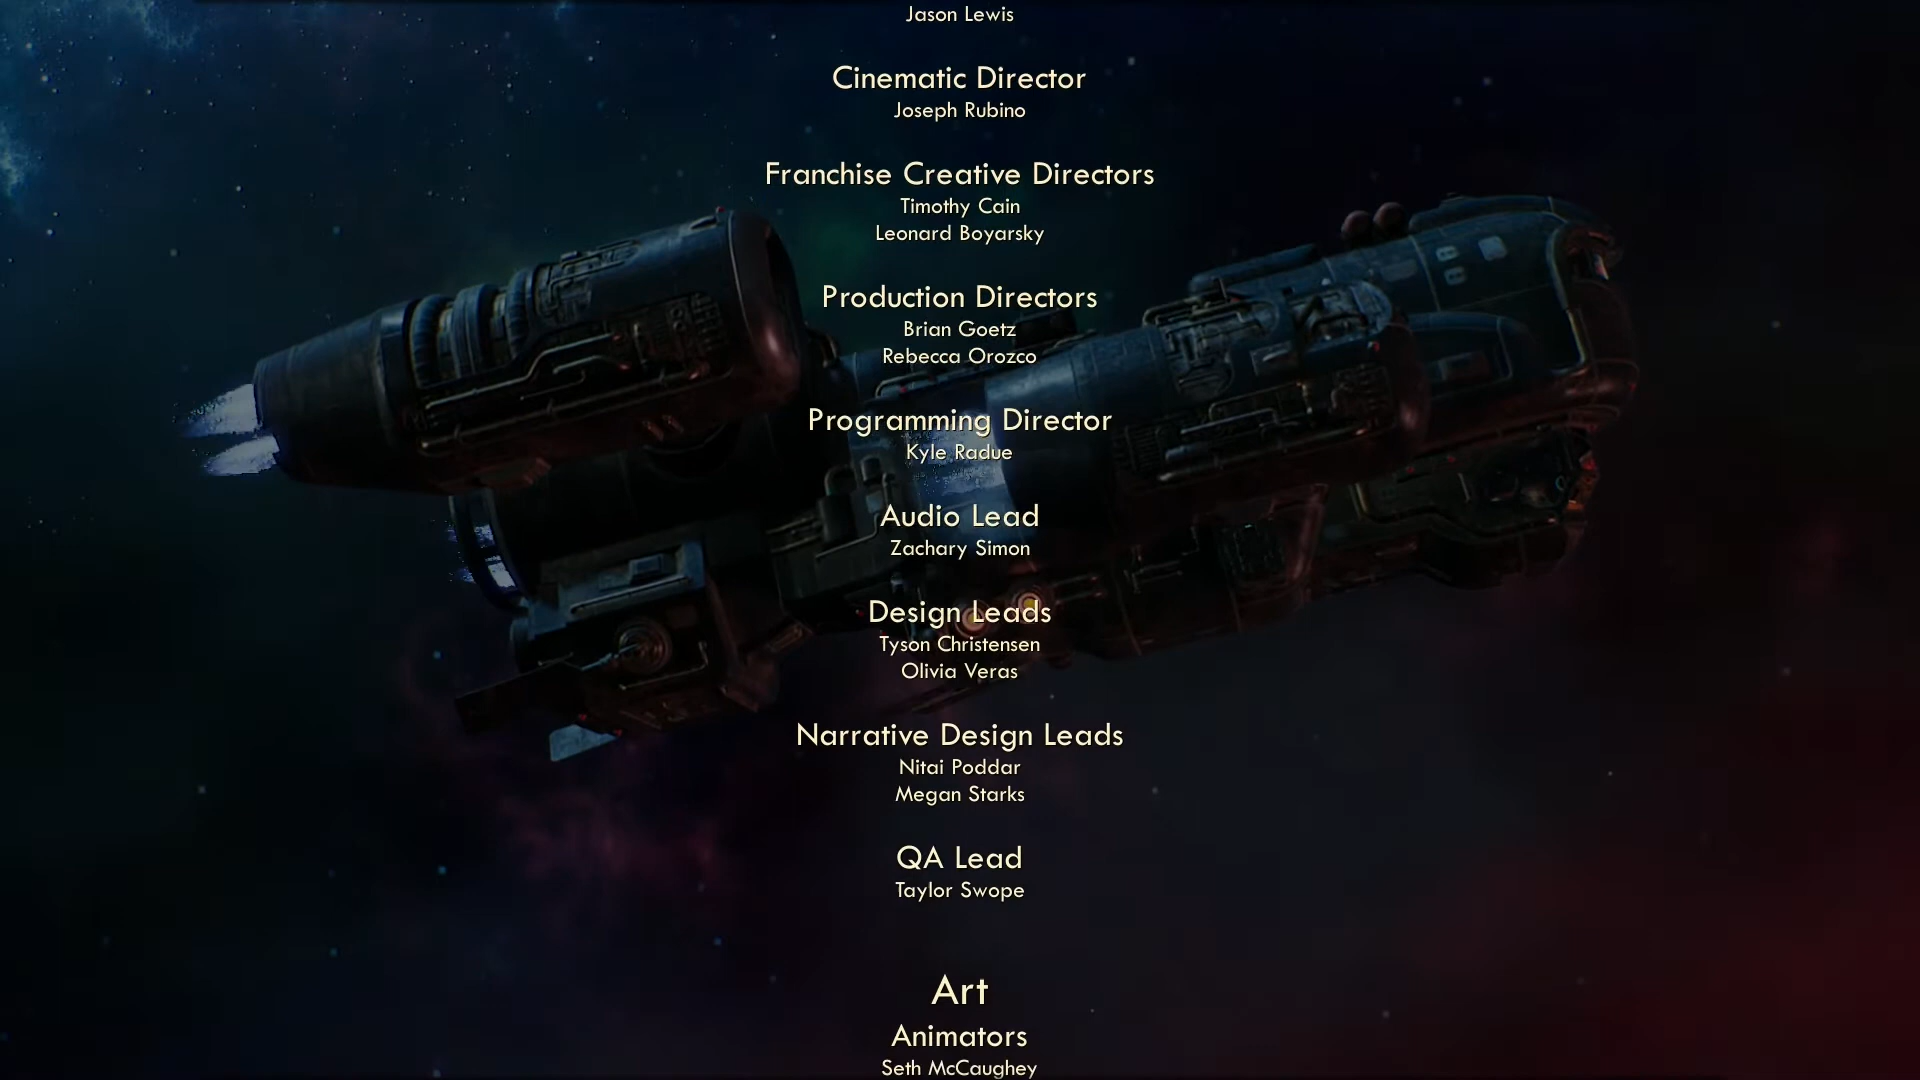 Jason Lewis
Cinematic Director
Joseph Rubino
Franchise Creative Directors
Timothy Cain
Leonard Boyarsky
Production Directors
Brian Goetz
Rebecca Orozco
Programming Director
Kyle Radue
Audio Lead
Zachary Simon
Design Leads
Tyson Christensen
Olivia Veras
Narrative Design Leads
Nitai Poddar
Megan Starks
QA Lead
Taylor Swope
Art
Animators
Seth McCaughey